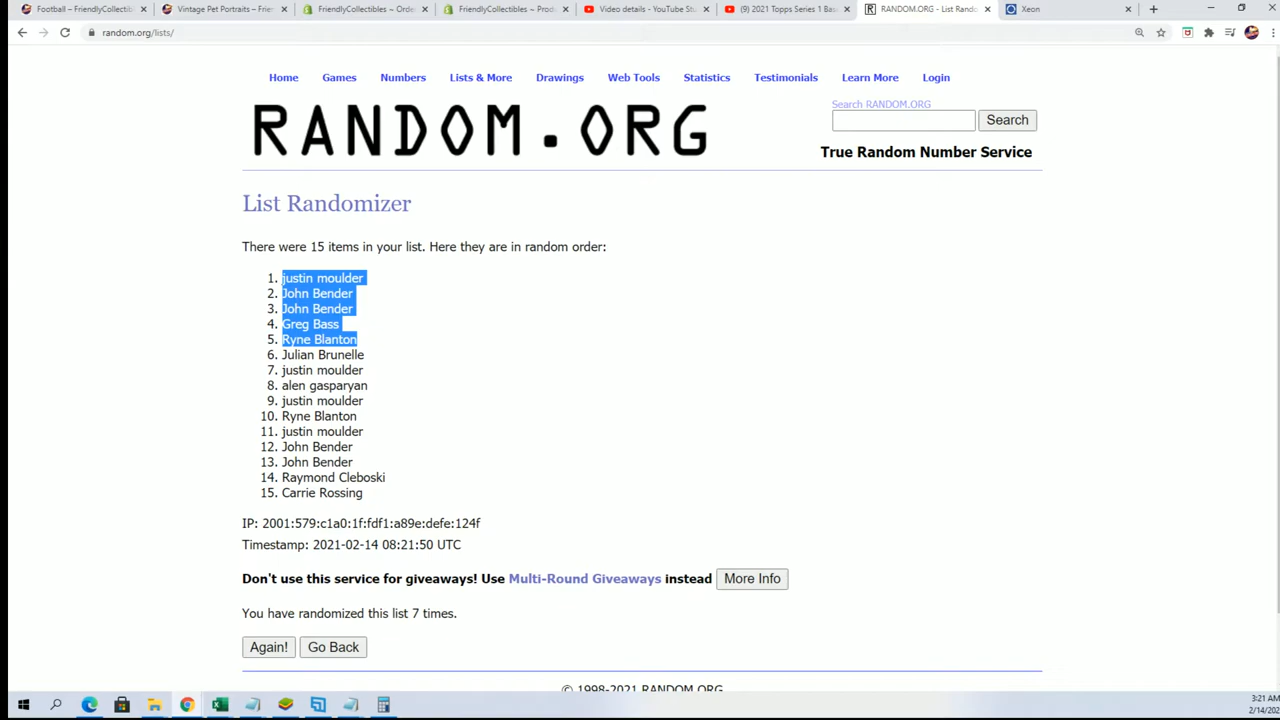 Football – FriendlyCollectib
Vintage Pet Portraits – Frie
FriendlyCollectibles ~ Orde
FriendlyCollectibles ~ Prod
Video details - YouTube Stu
(9) 2021 Topps Series 1 Bas
RANDOM.ORG - List Rando
Xeon
random.org/lists/
Home Games Numbers Lists & More Drawings Web Tools Statistics Testimonials Learn More Login
RANDOM.ORG
Search RANDOM.ORG
Search
True Random Number Service
List Randomizer
There were 15 items in your list. Here they are in random order:
1. justin moulder
2. John Bender
3. John Bender
4. Greg Bass
5. Ryne Blanton
6. Julian Brunelle
7. justin moulder
8. alen gasparyan
9. justin moulder
10. Ryne Blanton
11. justin moulder
12. John Bender
13. John Bender
14. Raymond Cleboski
15. Carrie Rossing
IP: 2001:579:c1a0:1f:fdf1:a89e:defe:124f
Timestamp: 2021-02-14 08:21:50 UTC
Don't use this service for giveaways! Use Multi-Round Giveaways instead More Info
You have randomized this list 7 times.
Again! Go Back
© 1998-2021 RANDOM.ORG
3:21 AM
2/14/202